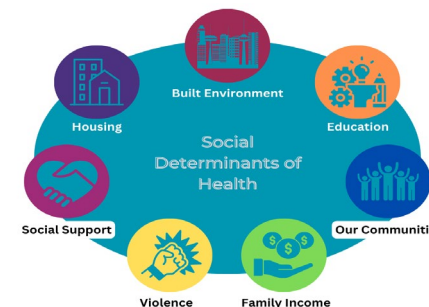 Built Environment
Housing
Education
Social
Determinants of
Health
Social Support
Our Communiti
Violence
Family Income
$ $ $